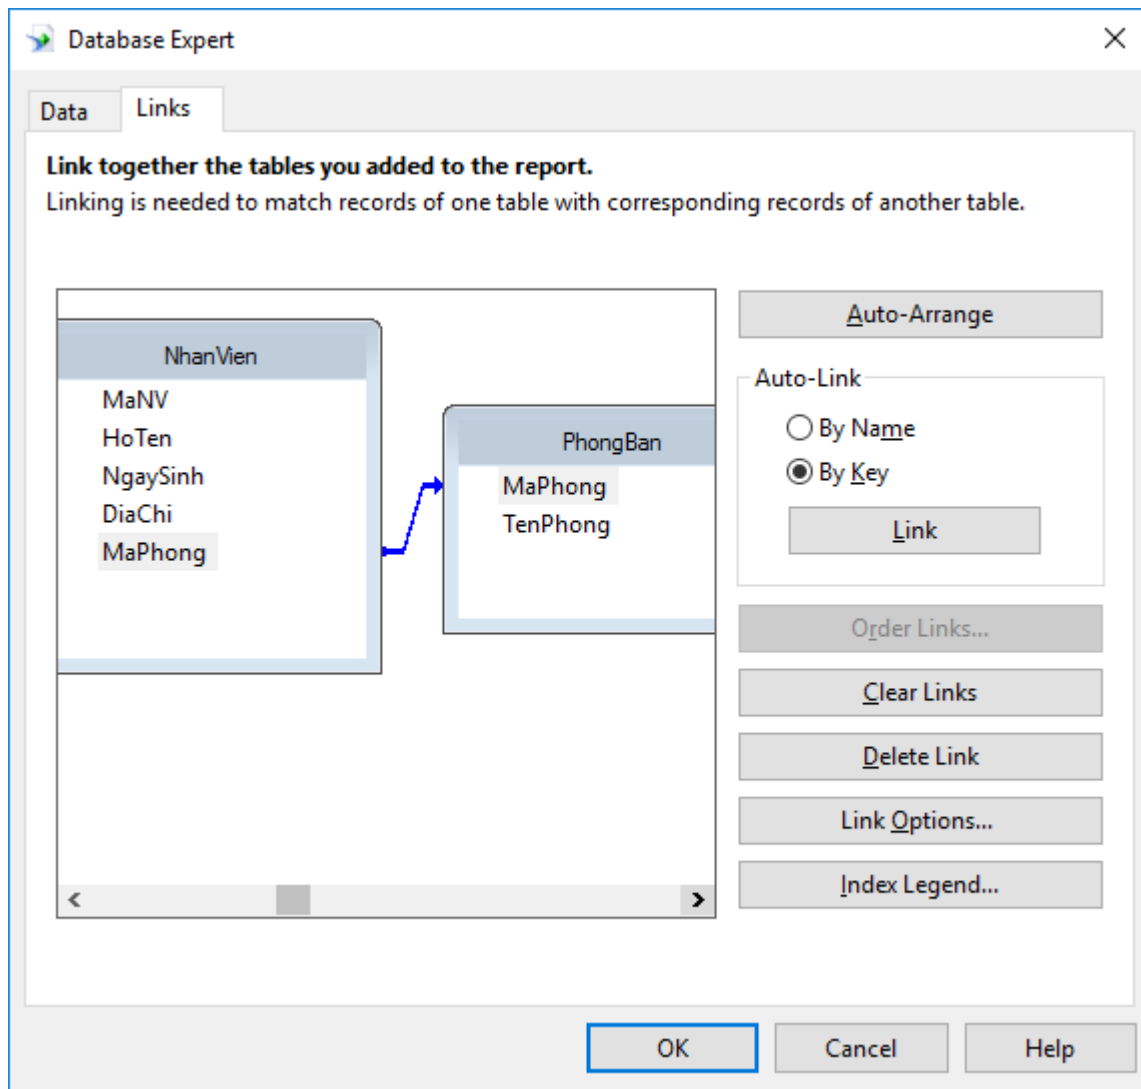 Database Expert
Data
Links
Link together the tables you added to the report.
Linking is needed to match records of one table with corresponding records of another table.
NhanVien
MaNV
HoTen
NgaySinh
DiaChi
MaPhong
PhongBan
MaPhong
TenPhong
Auto-Arrange
Auto-Link
By Name
By Key
Link
Order Links...
Clear Links
Delete Link
Link Options...
Index Legend...
OK
Cancel
Help